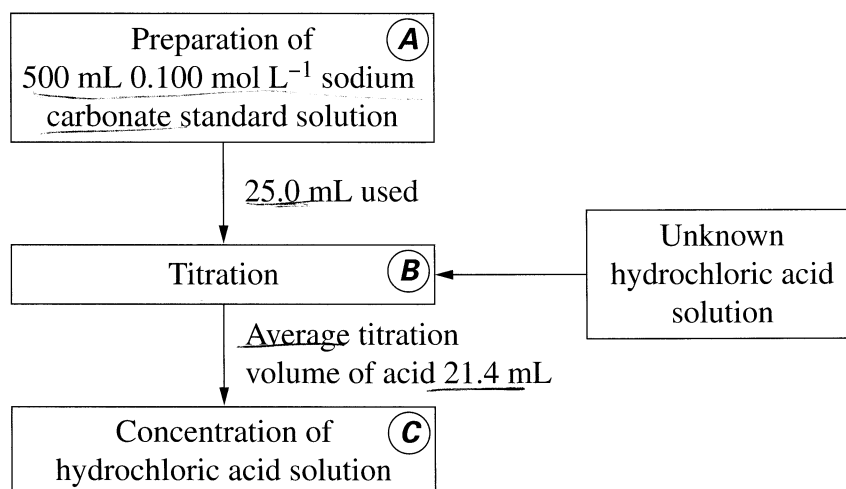 Preparation of
A
500 mL 0.100 mol L⁻¹ sodium
carbonate standard solution
25.0 mL used
Titration
B
Unknown
hydrochloric acid
solution
Average titration
volume of acid 21.4 mL
Concentration of
C
hydrochloric acid solution